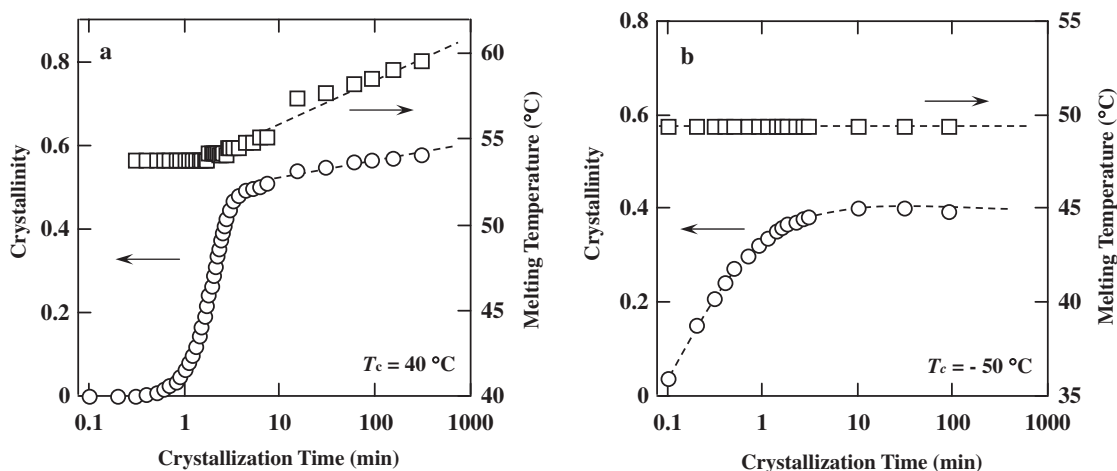 a
0.8
0.6
0.4
0.2
0
Crystallinity
60
55
50
45
40
Melting Temperature (°C)
Tc = 40 °C
0.1 1 10 100 1000
Crystallization Time (min)
b
0.8
0.6
0.4
0.2
0
Crystallinity
55
50
45
40
35
Melting Temperature (°C)
Tc = - 50 °C
0.1 1 10 100 1000
Crystallization Time (min)